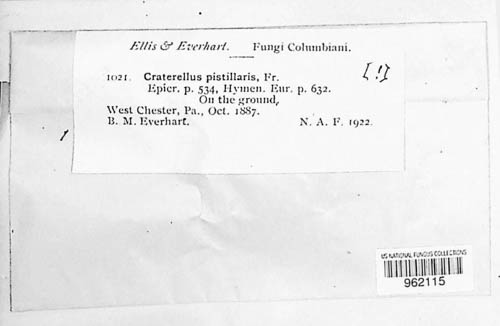 Ellis & Everhart. Fungi Columbiani.
1021. Craterellus pistillaris, Fr. [!]
Epicr. p. 534, Hymen. Eur. p. 632.
On the ground,
West Chester, Pa., Oct. 1887.
B. M. Everhart. N. A. F. 1922.
US NATIONAL FUNGUS COLLECTIONS
962115